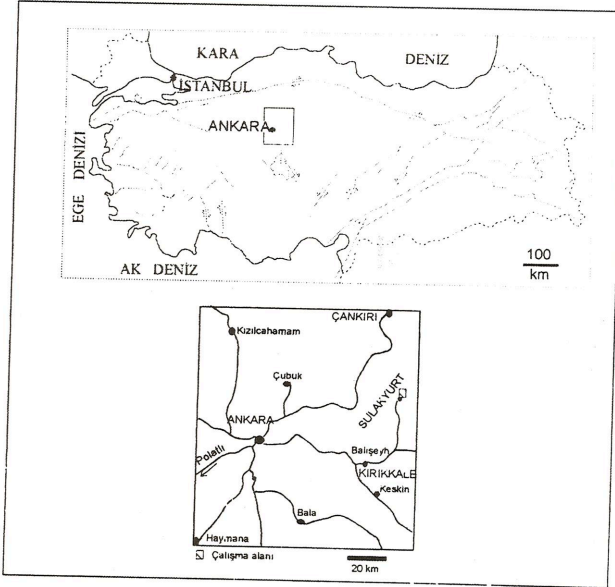 KARA DENİZ
İSTANBUL
ANKARA
EGE DENİZİ
AK DENİZ
100
km
ÇANKIRI
Kızılcahamam
Çubuk
SULAKYURT
ANKARA
Balışeyh
Polatlı
KIRIKKALE
Keskin
Bala
Haymana
Çalışma alanı
20 km